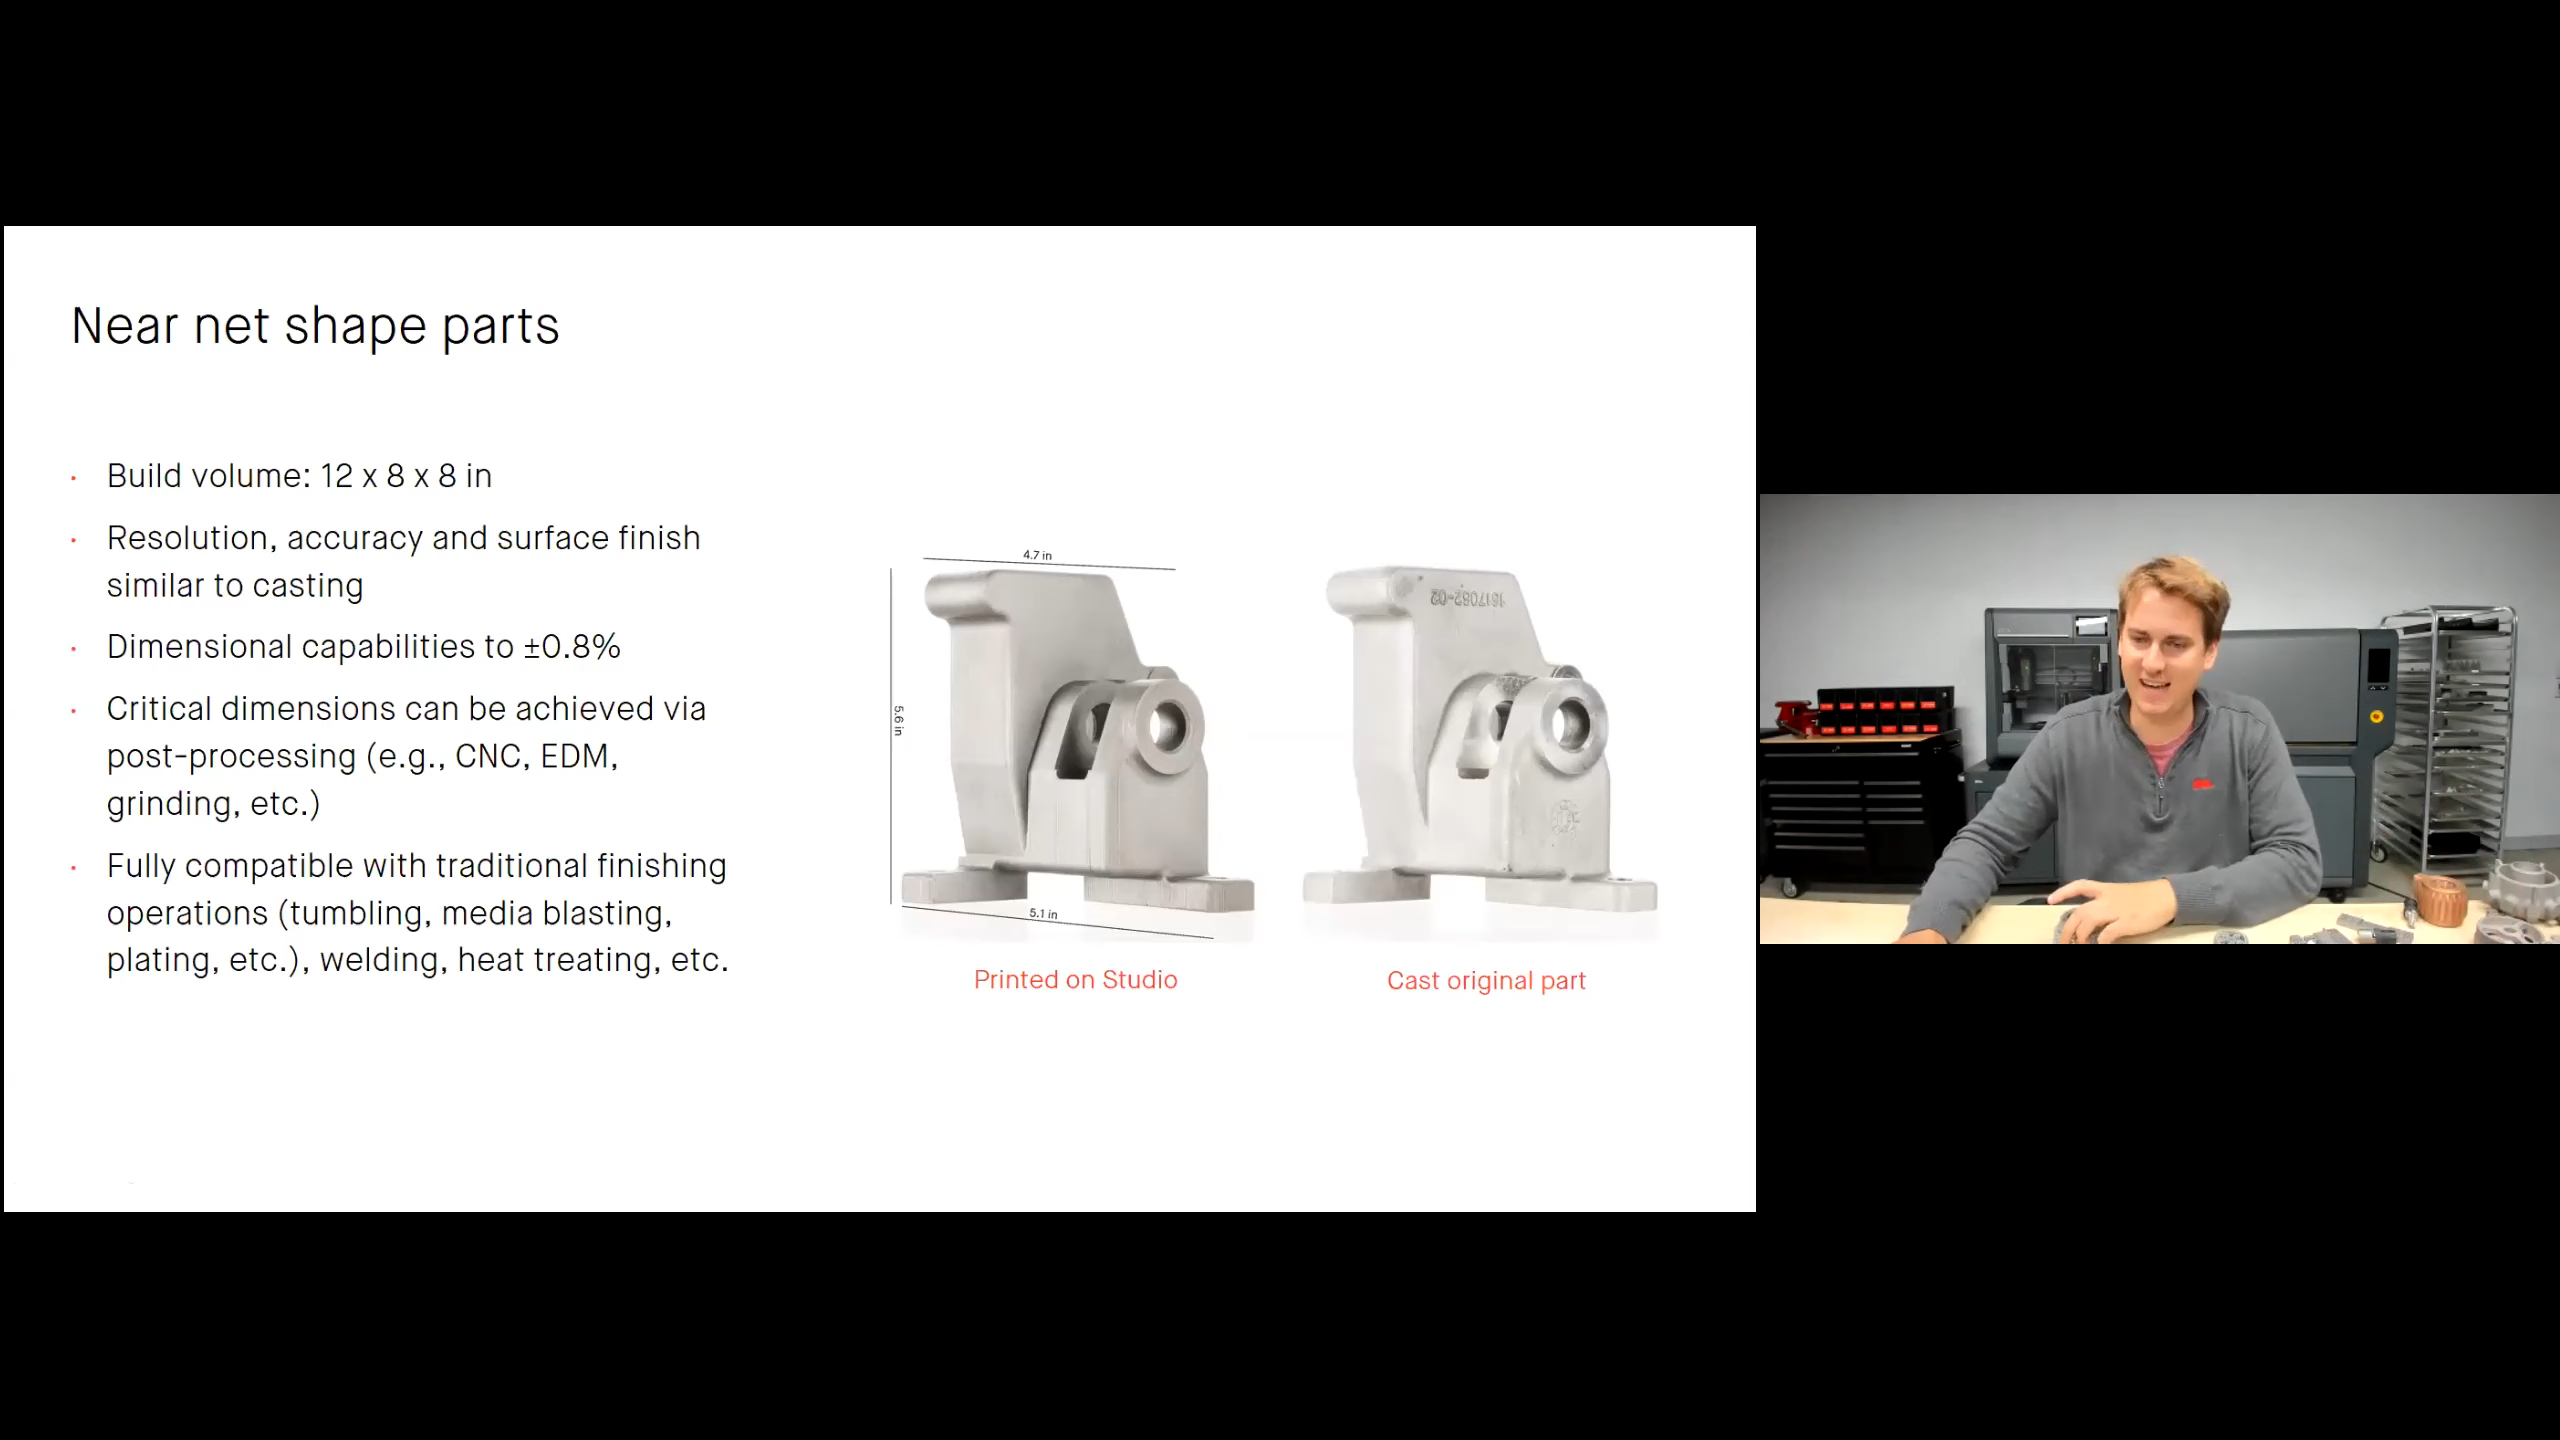 Near net shape parts
· Build volume: 12 x 8 x 8 in
· Resolution, accuracy and surface finish
similar to casting
· Dimensional capabilities to ±0.8%
· Critical dimensions can be achieved via
post-processing (e.g., CNC, EDM,
grinding, etc.)
· Fully compatible with traditional finishing
operations (tumbling, media blasting,
plating, etc.), welding, heat treating, etc.
4.7 in
5.6 in
5.1 in
1617082-02
Printed on Studio
Cast original part